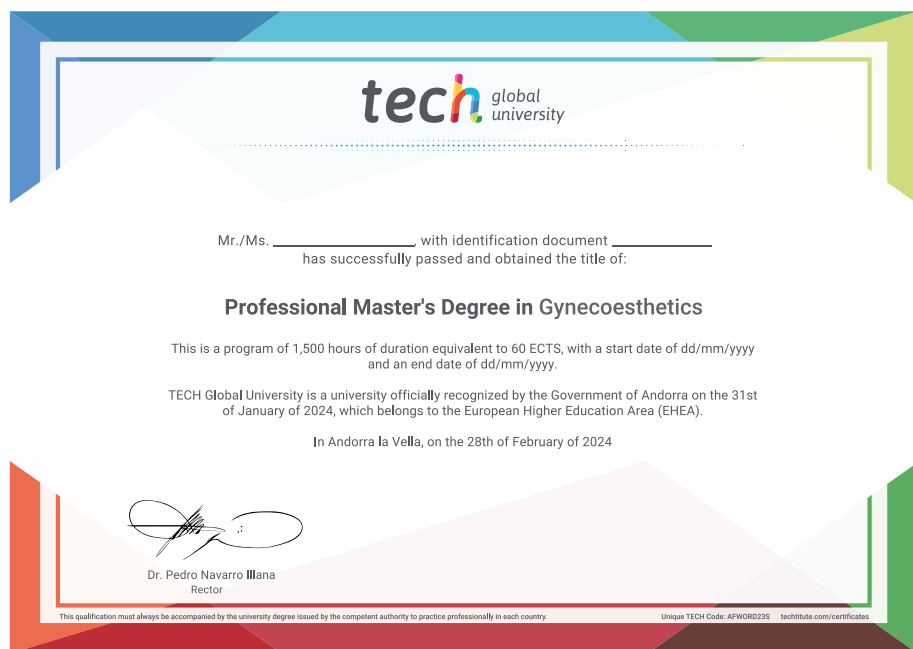 tech global
university
Mr./Ms. ____________________, with identification document ______________
has successfully passed and obtained the title of:
Professional Master's Degree in Gynecoesthetics
This is a program of 1,500 hours of duration equivalent to 60 ECTS, with a start date of dd/mm/yyyy
and an end date of dd/mm/yyyy.
TECH Global University is a university officially recognized by the Government of Andorra on the 31st
of January of 2024, which belongs to the European Higher Education Area (EHEA).
In Andorra la Vella, on the 28th of February of 2024
Dr. Pedro Navarro Illana
Rector
This qualification must always be accompanied by the university degree issued by the competent authority to practice professionally in each country.
Unique TECH Code: AFWORD23S techtitute.com/certificates